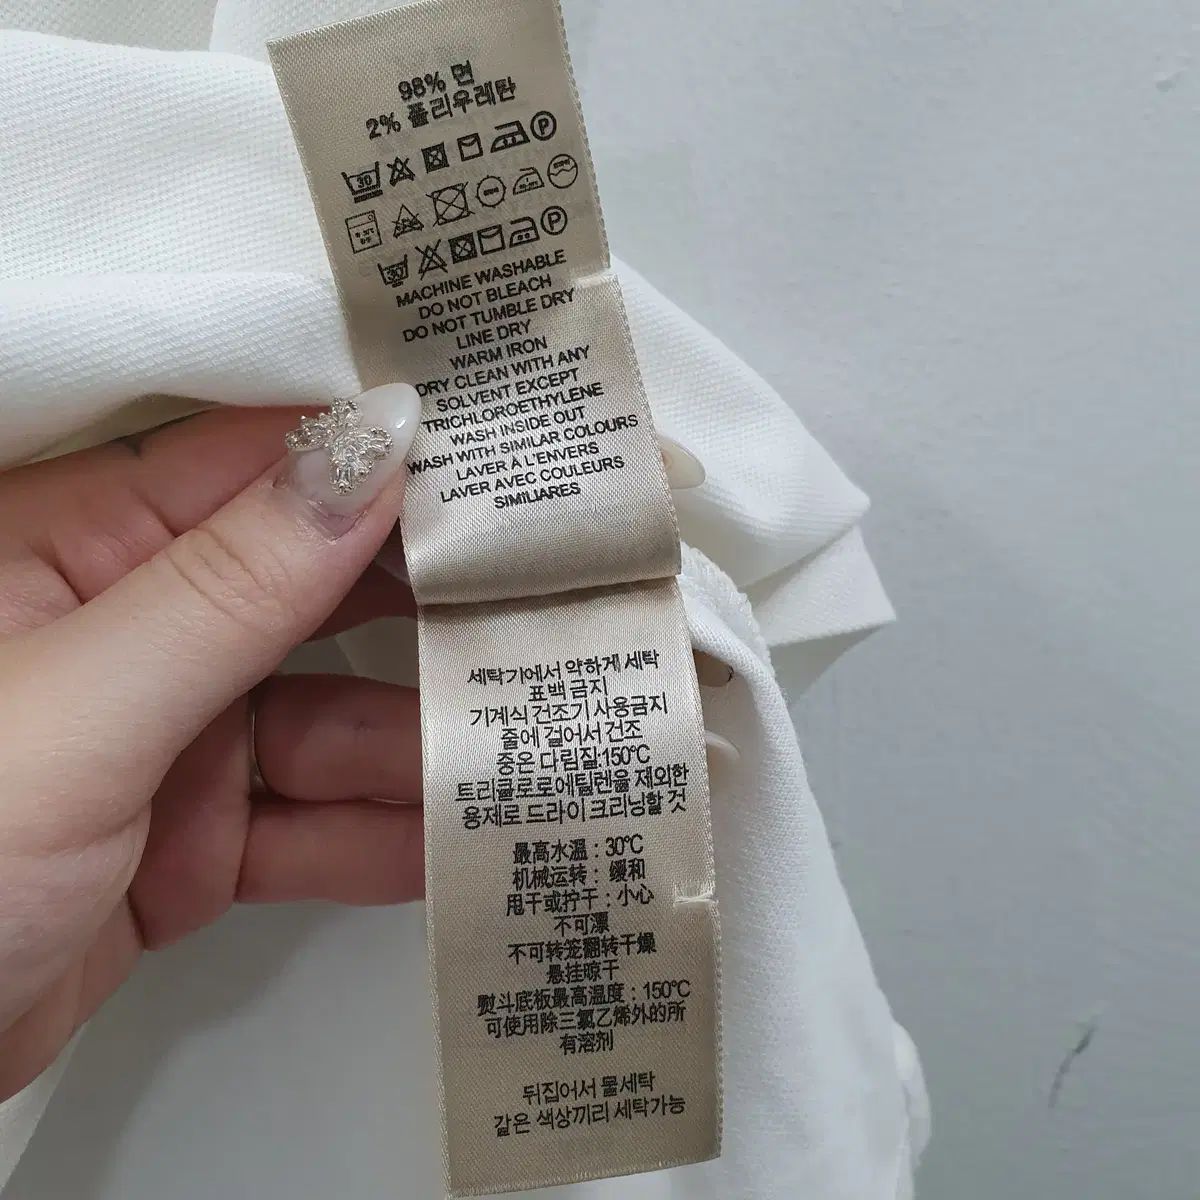 98% 면
2% 폴리우레탄
30
P
30
P
MACHINE WASHABLE
DO NOT BLEACH
DO NOT TUMBLE DRY
LINE DRY
WARM IRON
DRY CLEAN WITH ANY
SOLVENT EXCEPT
TRICHLOROETHYLENE
WASH INSIDE OUT
WASH WITH SIMILAR COLOURS
LAVER À L'ENVERS
LAVER AVEC COULEURS
SIMILIARES
세탁기에서 약하게 세탁
표백 금지
기계식 건조기 사용금지
줄에 걸어서 건조
중온 다림질:150℃
트리클로로에틸렌을 제외한
용제로 드라이 크리닝할 것
最高水温：30℃
机械运转： 缓和
甩干或拧干：小心
不可漂
不可转笼翻转干燥
悬挂晾干
熨斗底板最高温度：150℃
可使用除三氯乙烯外的所
有溶剂
뒤집어서 물세탁
같은 색상끼리 세탁가능